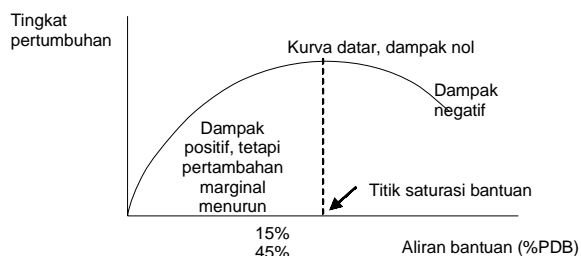 Tingkat
pertumbuhan
Kurva datar, dampak nol
Dampak
negatif
Dampak
positif, tetapi
pertambahan
marginal
menurun
Titik saturasi bantuan
15%
45%
Aliran bantuan (%PDB)